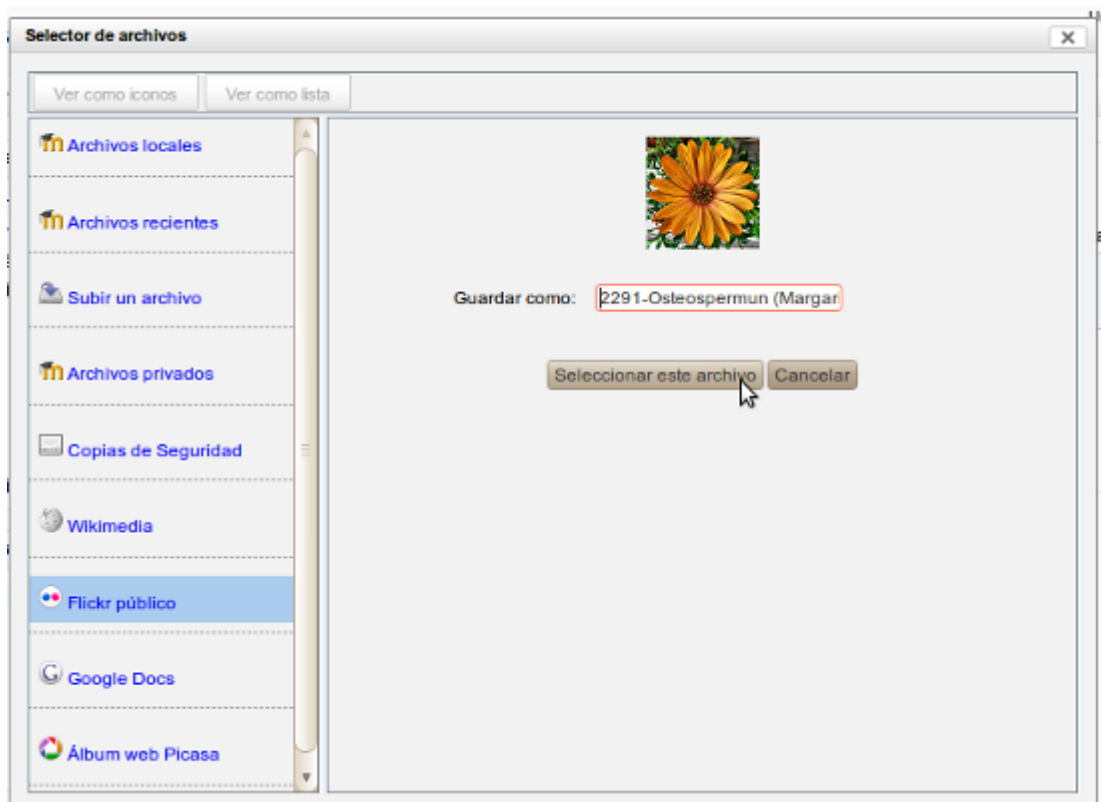 Selector de archivos
Ver como iconos Ver como lista
Archivos locales
Archivos recientes
Subir un archivo
Archivos privados
Copias de Seguridad
Wikimedia
Flickr público
Google Docs
Álbum web Picasa
Guardar como: 2291-Osteospermun (Margar
Seleccionar este archivo Cancelar